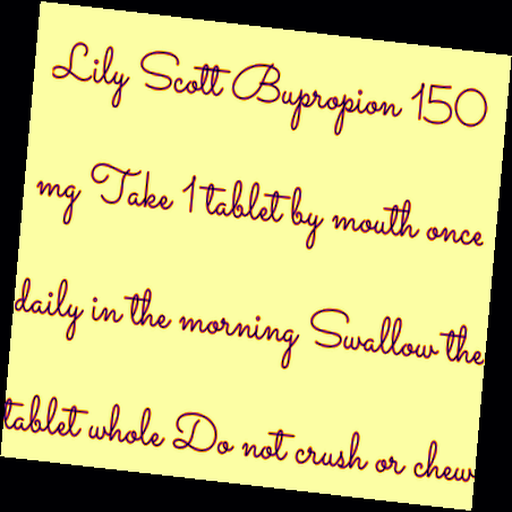 Lily Scott Bupropion 150
mg Take 1 tablet by mouth once
daily in the morning Swallow the
tablet whole Do not crush or chew